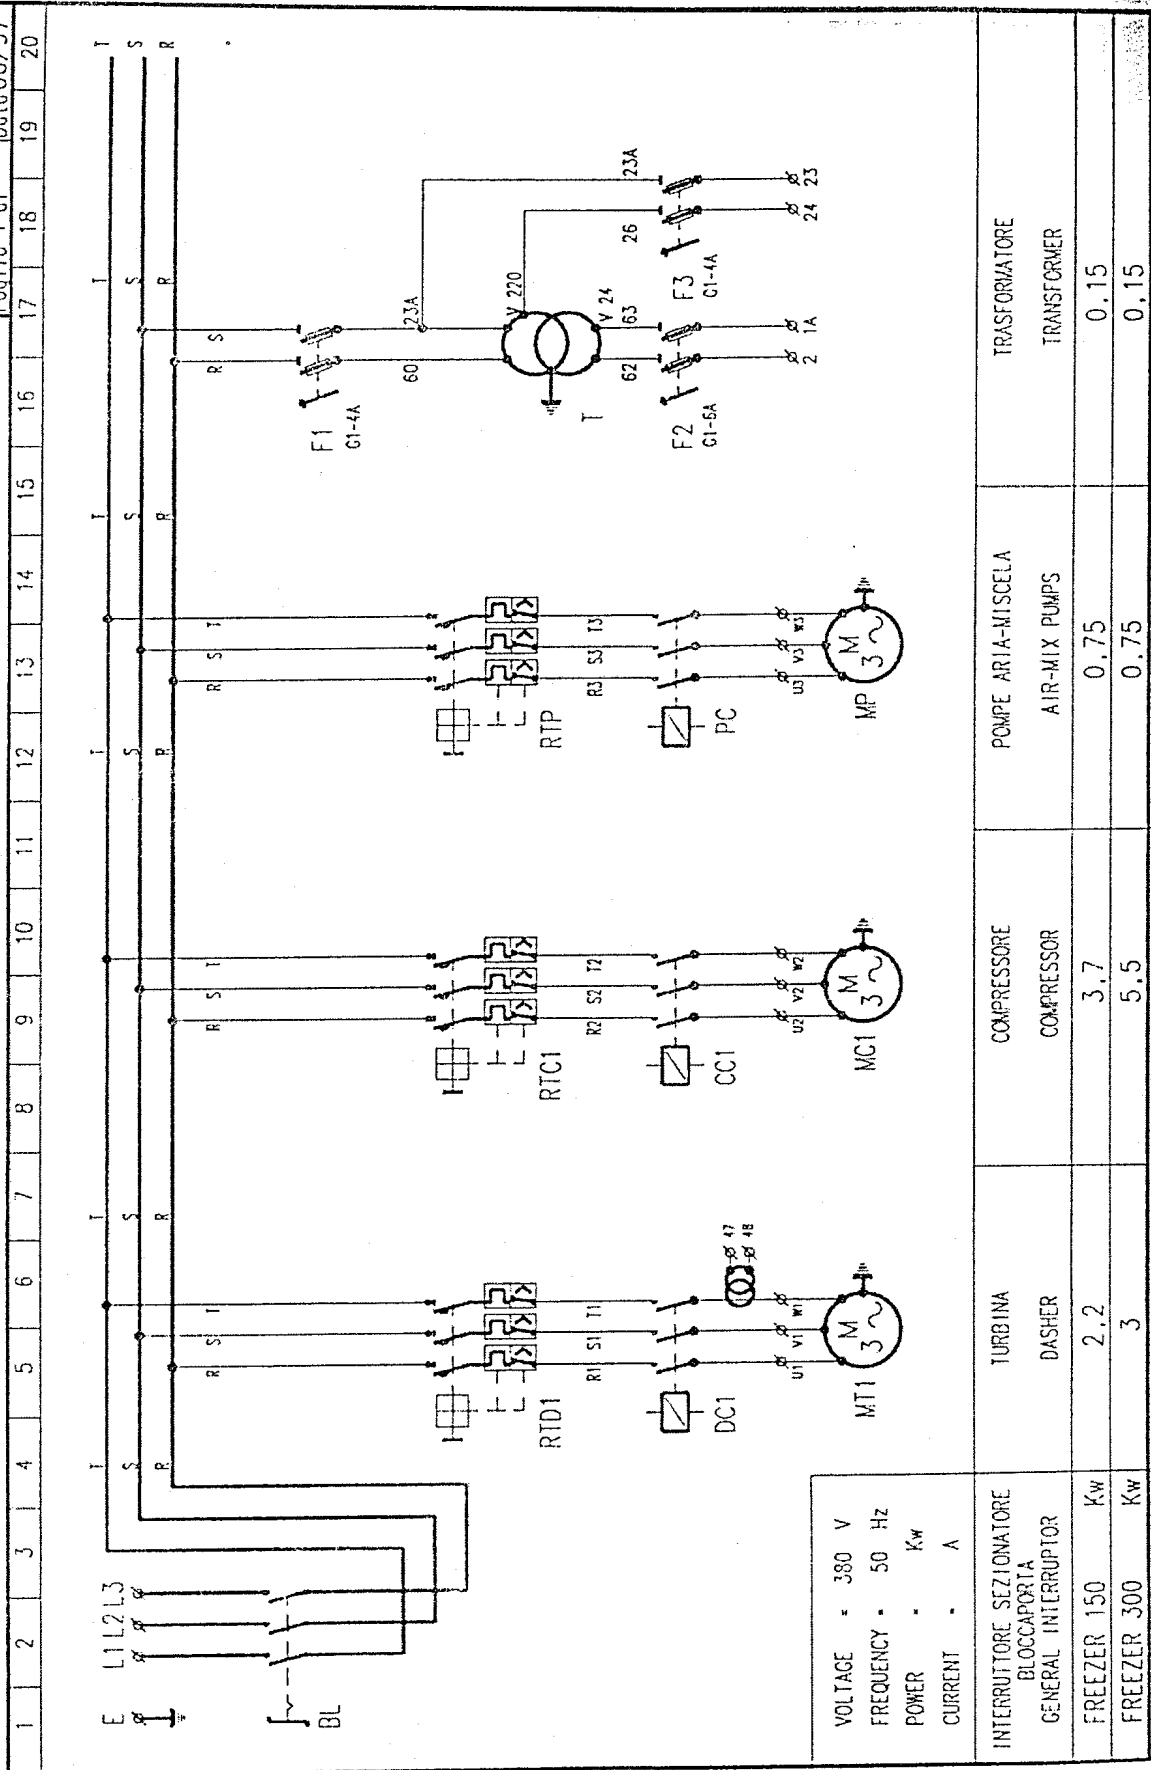 1 2 3 4 5 6 7 8 9 10 11 12 13 14 15 16 17 18 19 20
E L1 L2 L3
BL
T T T T T T
S S S S S S
R R R R R R
R S T
RTD1
R1 S1 T1
DC1
47
48
U1 V1 W1
MT1
M
3~
R S T
RTC1
R2 S2 T2
CC1
U2 V2 W2
MC1
M
3~
R S T
RTP
R3 S3 T3
PC
U3 V3 W3
MP
M
3~
R S
F1
G1-4A
60 23A
V 220
V 24
T
62 63
26 23A
F2
G1-6A
F3
G1-4A
2 1A
24 23
VOLTAGE = 380 V
FREQUENCY = 50 Hz
POWER = Kw
CURRENT = A
INTERRUTTORE SEZIONATORE
BLOCCAPORTA
GENERAL INTERRUPTOR
TURBINA
DASHER
COMPRESSORE
COMPRESSOR
POMPE ARIA-MISCELA
AIR-MIX PUMPS
TRASFORMATORE
TRANSFORMER
FREEZER 150 Kw 2,2 3,7 0,75 0,15
FREEZER 300 Kw 3 5,5 0,75 0,15